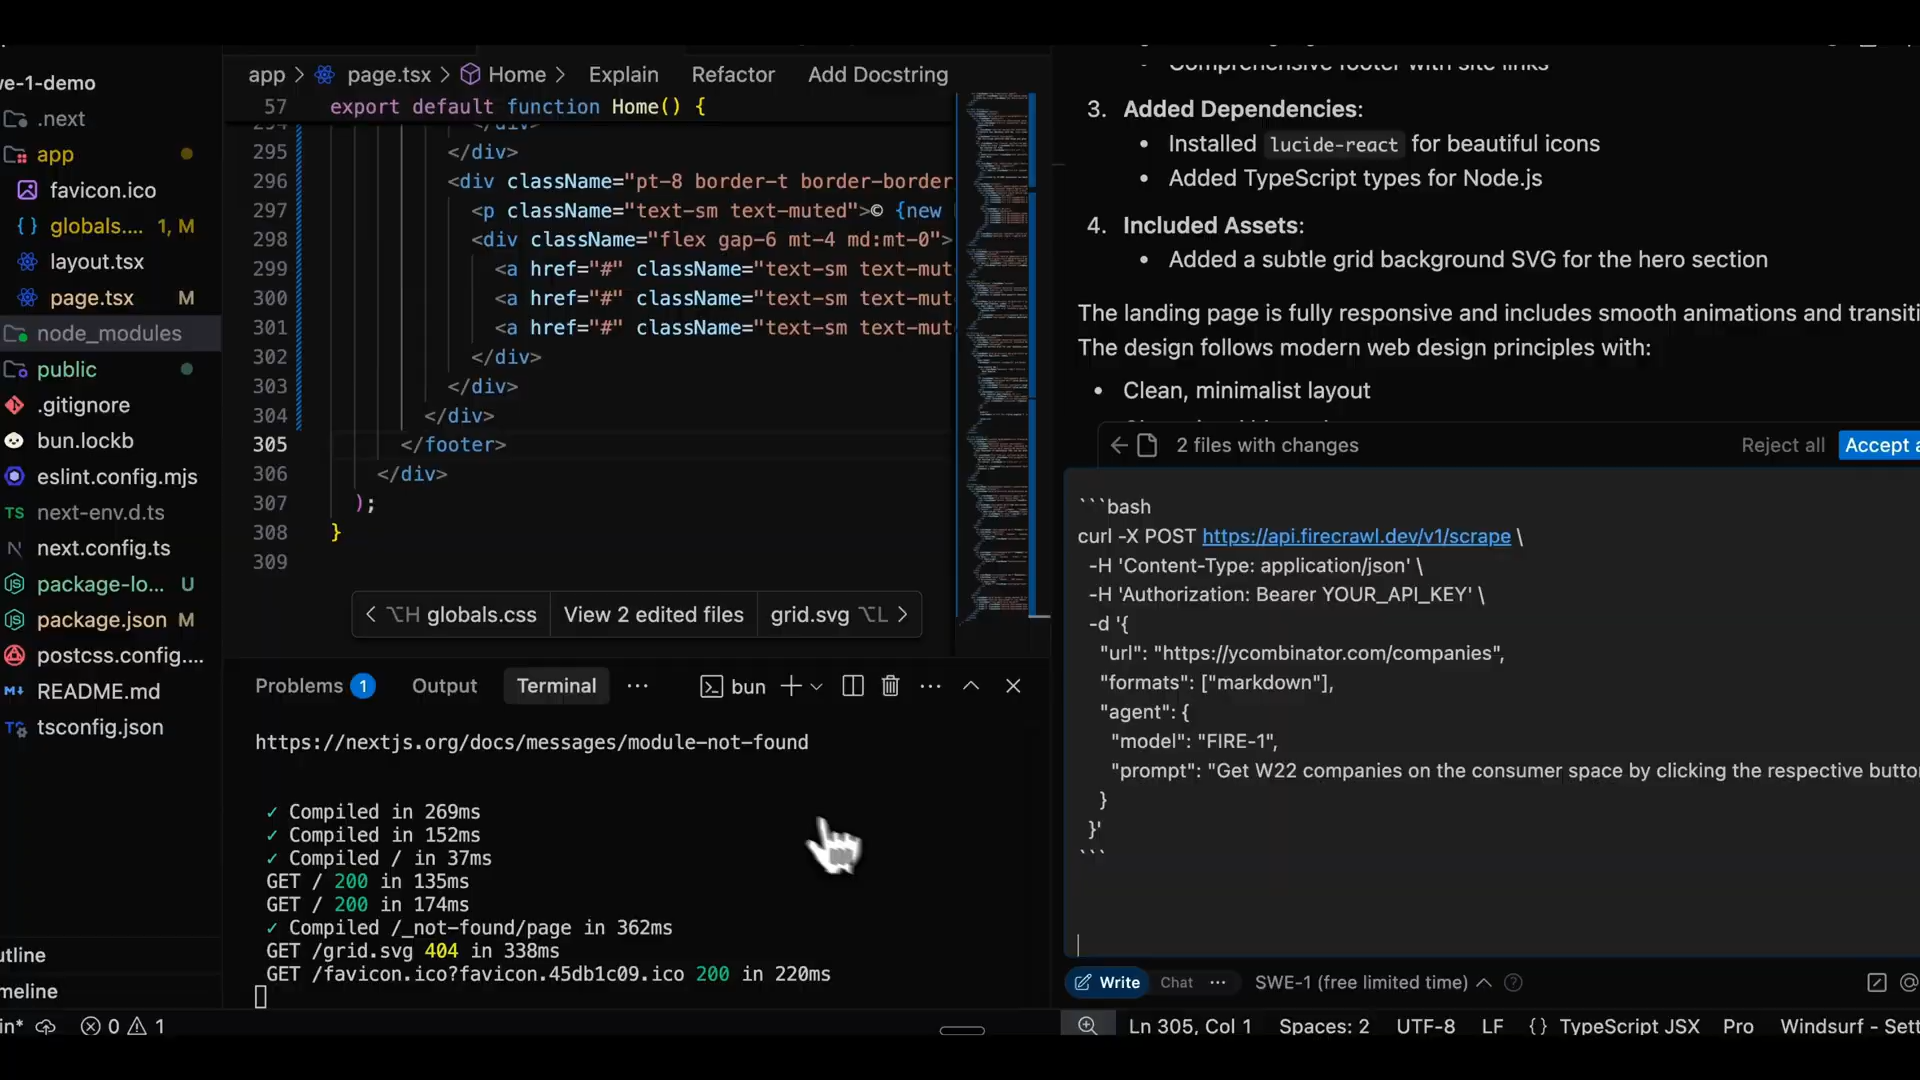 we-1-demo
.next
app
favicon.ico
{} globals.... 1, M
layout.tsx
page.tsx M
node_modules
public
.gitignore
bun.lockb
eslint.config.mjs
TS next-env.d.ts
next.config.ts
package-lo... U
package.json M
postcss.config....
README.md
tsconfig.json
utline
meline
in* 0 1
app > page.tsx > Home > Explain Refactor Add Docstring
57 export default function Home() {
294 </div>
295 </div>
296 <div className="pt-8 border-t border-border
297 <p className="text-sm text-muted">© {new
298 <div className="flex gap-6 mt-4 md:mt-0">
299 <a href="#" className="text-sm text-mut
300 <a href="#" className="text-sm text-mut
301 <a href="#" className="text-sm text-mut
302 </div>
303 </div>
304 </div>
305 </footer>
306 </div>
307 );
308 }
309
< ⌥H globals.css View 2 edited files grid.svg ⌥L >
Problems 1 Output Terminal ··· bun
https://nextjs.org/docs/messages/module-not-found
✓ Compiled in 269ms
✓ Compiled in 152ms
✓ Compiled / in 37ms
GET / 200 in 135ms
GET / 200 in 174ms
✓ Compiled /_not-found/page in 362ms
GET /grid.svg 404 in 338ms
GET /favicon.ico?favicon.45db1c09.ico 200 in 220ms
• Comprehensive footer with site links
3. Added Dependencies:
• Installed lucide-react for beautiful icons
• Added TypeScript types for Node.js
4. Included Assets:
• Added a subtle grid background SVG for the hero section
The landing page is fully responsive and includes smooth animations and transiti
The design follows modern web design principles with:
• Clean, minimalist layout
2 files with changes Reject all Accept a
```bash
curl -X POST https://api.firecrawl.dev/v1/scrape \
-H 'Content-Type: application/json' \
-H 'Authorization: Bearer YOUR_API_KEY' \
-d '{
"url": "https://ycombinator.com/companies",
"formats": ["markdown"],
"agent": {
"model": "FIRE-1",
"prompt": "Get W22 companies on the consumer space by clicking the respective butto
}
}'
```
Write Chat ··· SWE-1 (free limited time)
Ln 305, Col 1 Spaces: 2 UTF-8 LF {} TypeScript JSX Pro Windsurf - Sett